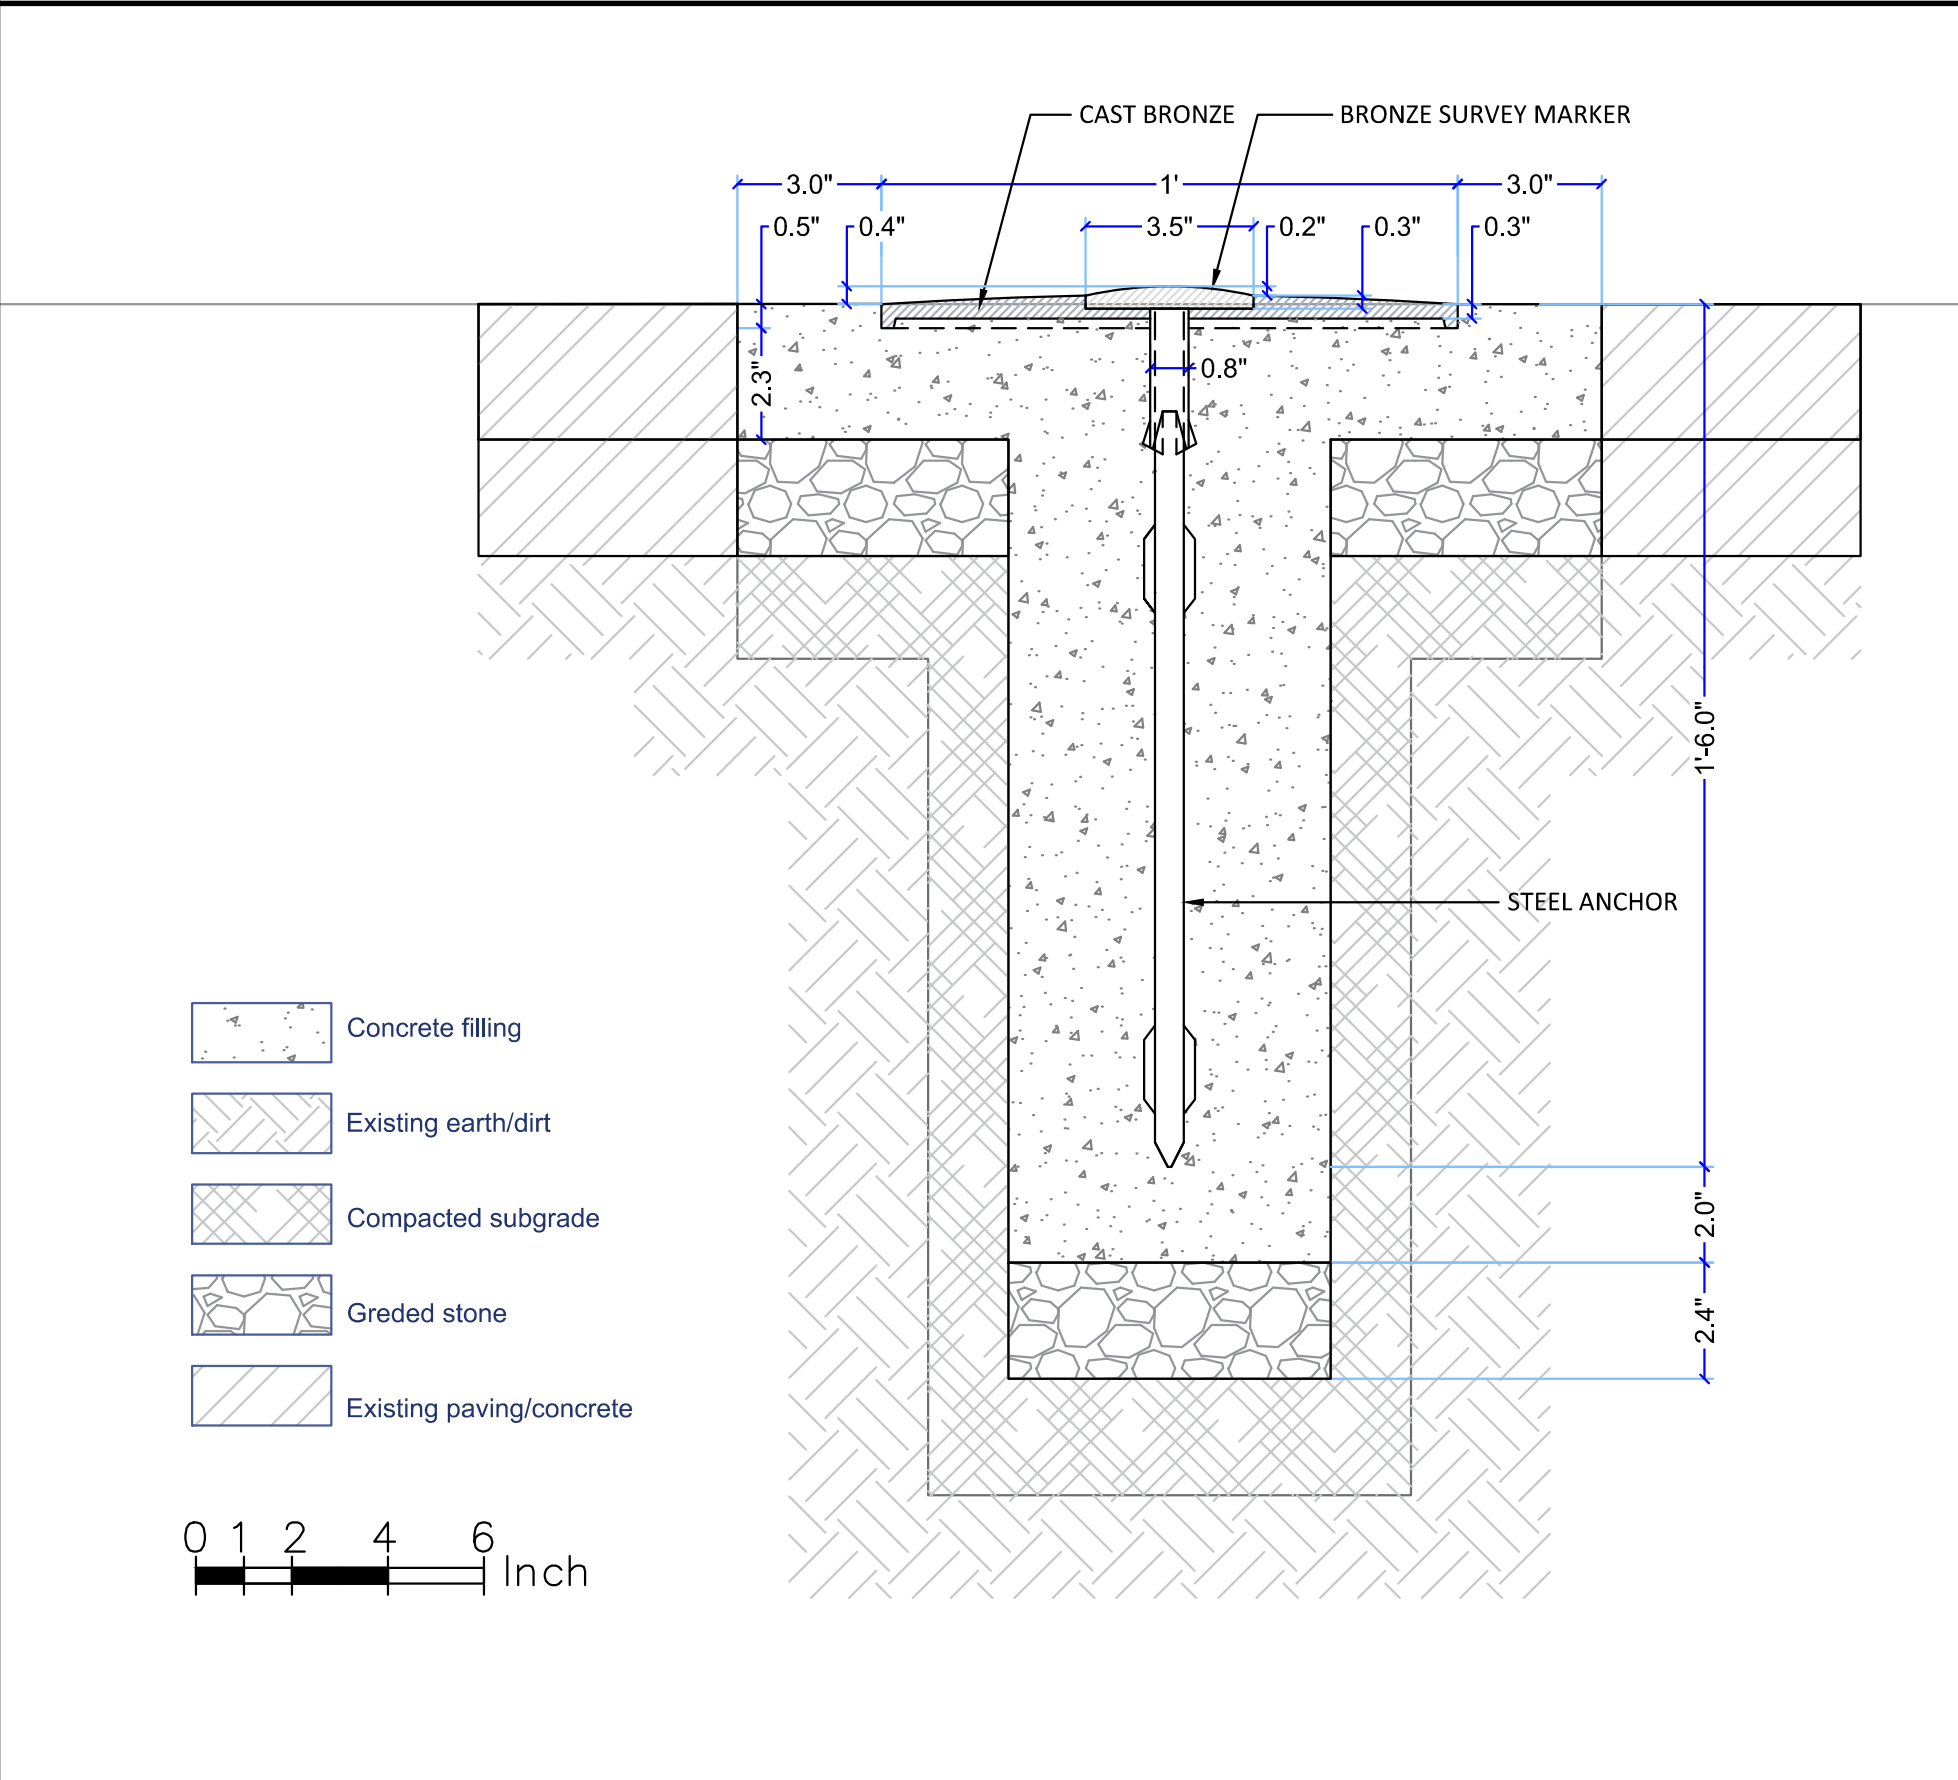 CAST BRONZE
BRONZE SURVEY MARKER
3.0"
1'
3.0"
0.5"
0.4"
3.5"
0.2"
0.3"
0.3"
2.3"
0.8"
1'-6.0"
STEEL ANCHOR
2.0"
2.4"
Concrete filling
Existing earth/dirt
Compacted subgrade
Greded stone
Existing paving/concrete
0 1 2 4 6
Inch